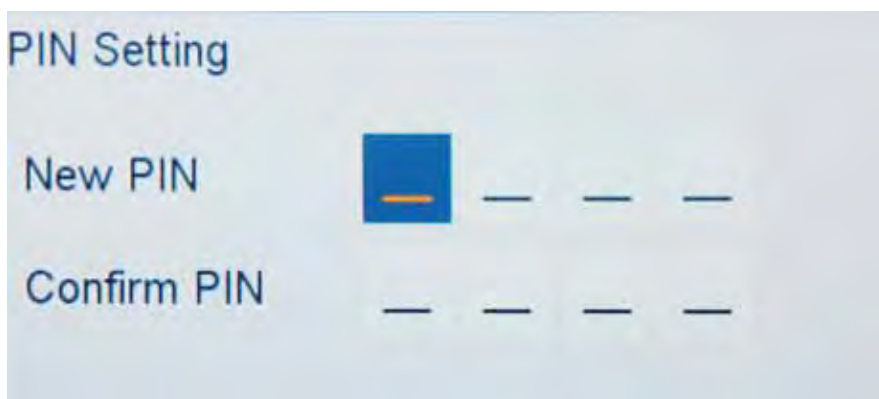 PIN Setting
New PIN _ _ _ _
Confirm PIN _ _ _ _